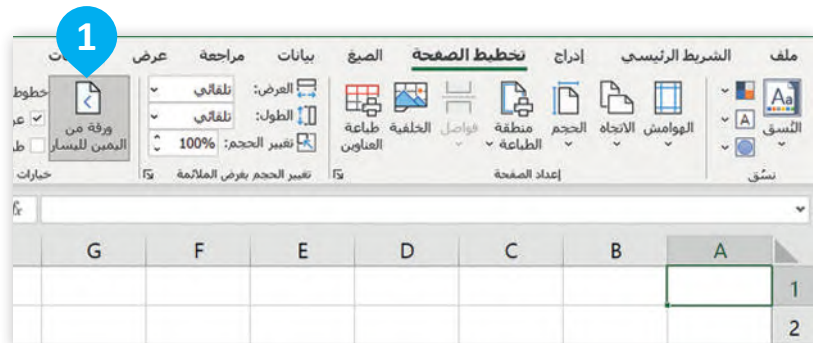 1
ملف الشريط الرئيسي إدراج تخطيط الصفحة الصيغ بيانات مراجعة عرض
النُسق
الهوامش
الاتجاه
الحجم
منطقة الطباعة
فواصل
الخلفية
طباعة العناوين
العرض: تلقائي
الطول: تلقائي
تغيير الحجم: 100%
ورقة من
اليمين لليسار
خطوط
نسُق
إعداد الصفحة
تغيير الحجم بغرض الملائمة
خيارات
fx
A B C D E F G
1
2